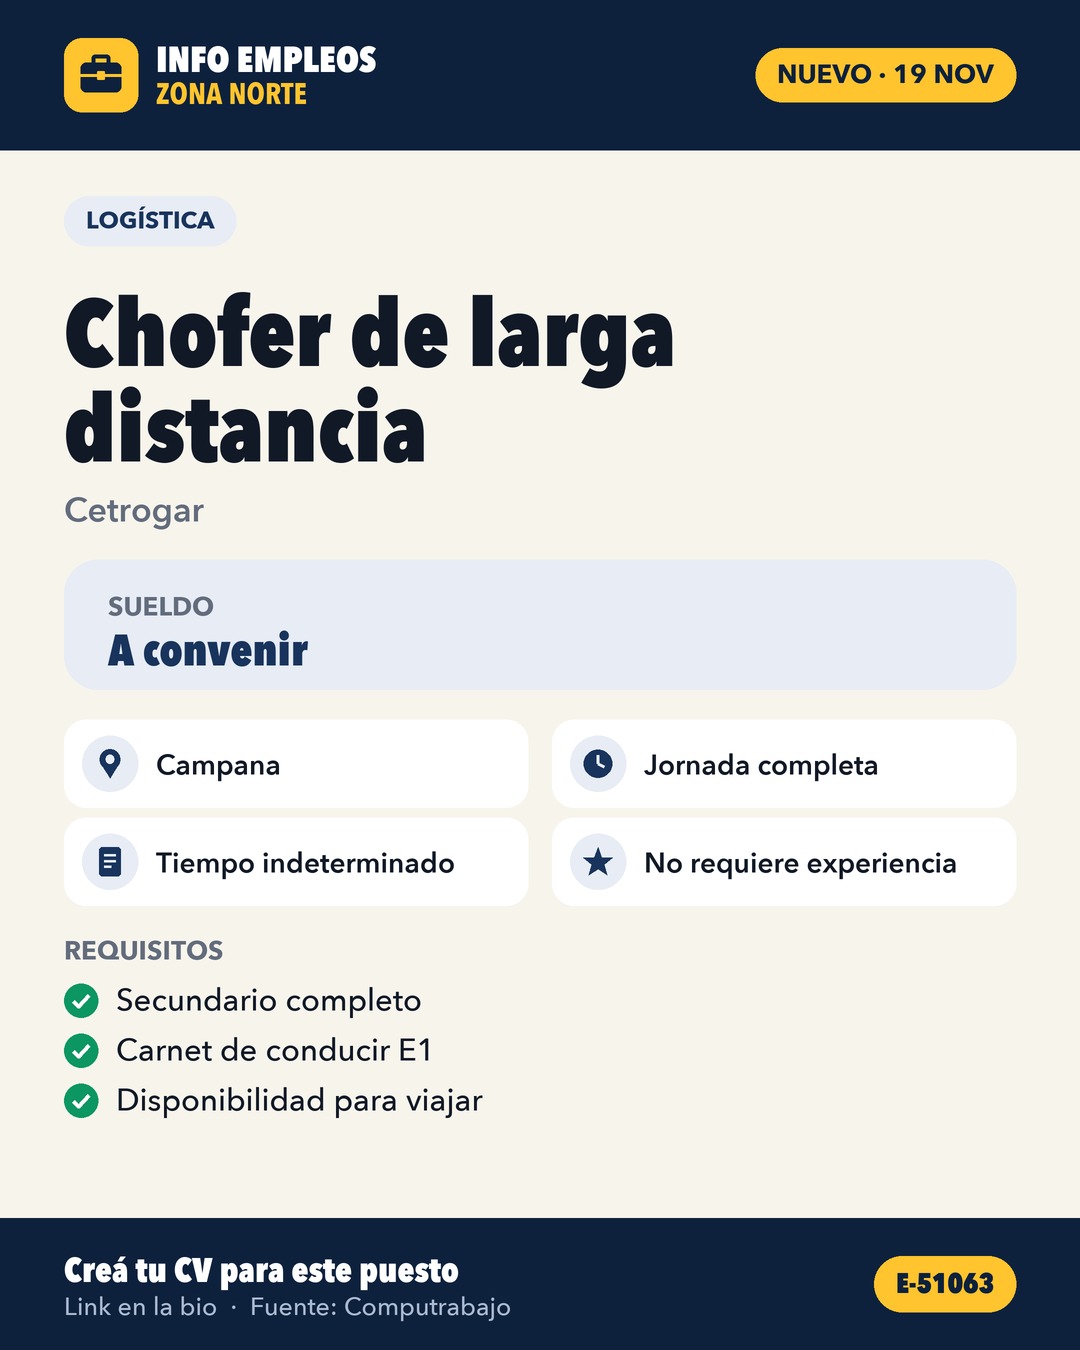 INFO EMPLEOS
ZONA NORTE
NUEVO · 19 NOV
LOGÍSTICA
Chofer de larga
distancia
Cetrogar
SUELDO
A convenir
Campana
Jornada completa
Tiempo indeterminado
No requiere experiencia
REQUISITOS
Secundario completo
Carnet de conducir E1
Disponibilidad para viajar
Creá tu CV para este puesto
Link en la bio · Fuente: Computrabajo
E-51063